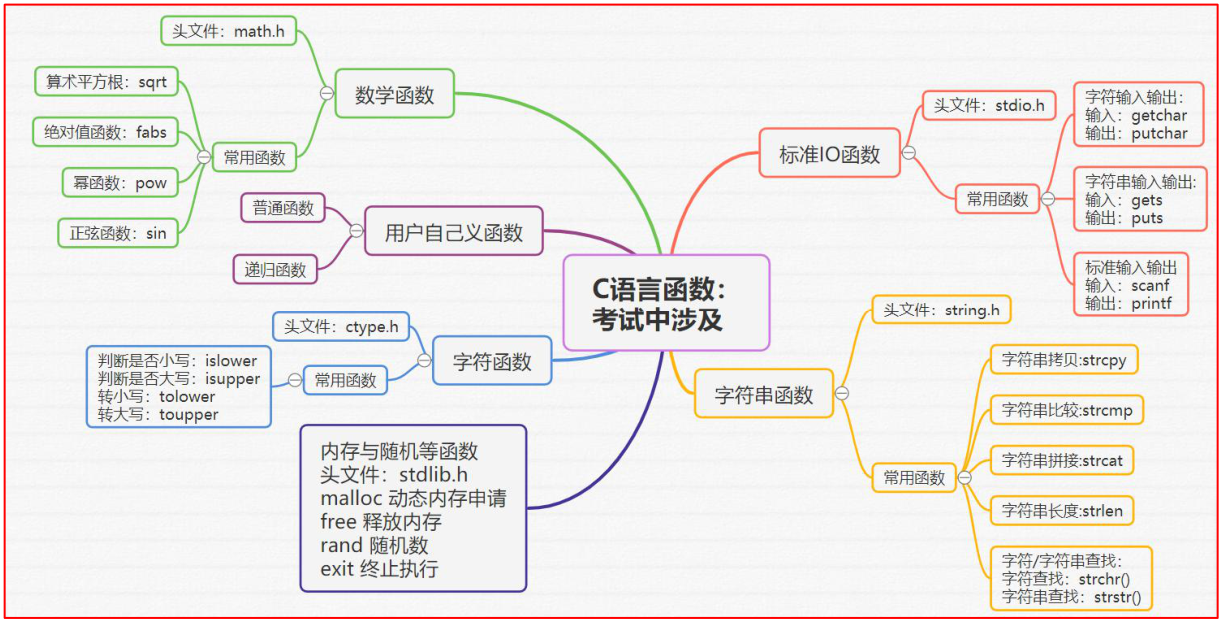 C语言函数：
考试中涉及
数学函数
头文件：math.h
常用函数
算术平方根：sqrt
绝对值函数：fabs
幂函数：pow
正弦函数：sin
用户自己义函数
普通函数
递归函数
字符函数
头文件：ctype.h
常用函数
判断是否小写：islower
判断是否大写：isupper
转小写：tolower
转大写：toupper
内存与随机等函数
头文件：stdlib.h
malloc 动态内存申请
free 释放内存
rand 随机数
exit 终止执行
标准IO函数
头文件：stdio.h
常用函数
字符输入输出：
输入：getchar
输出：putchar
字符串输入输出:
输入：gets
输出：puts
标准输入输出
输入：scanf
输出：printf
字符串函数
头文件：string.h
常用函数
字符串拷贝:strcpy
字符串比较:strcmp
字符串拼接:strcat
字符串长度:strlen
字符/字符串查找：
字符查找：strchr()
字符串查找：strstr()